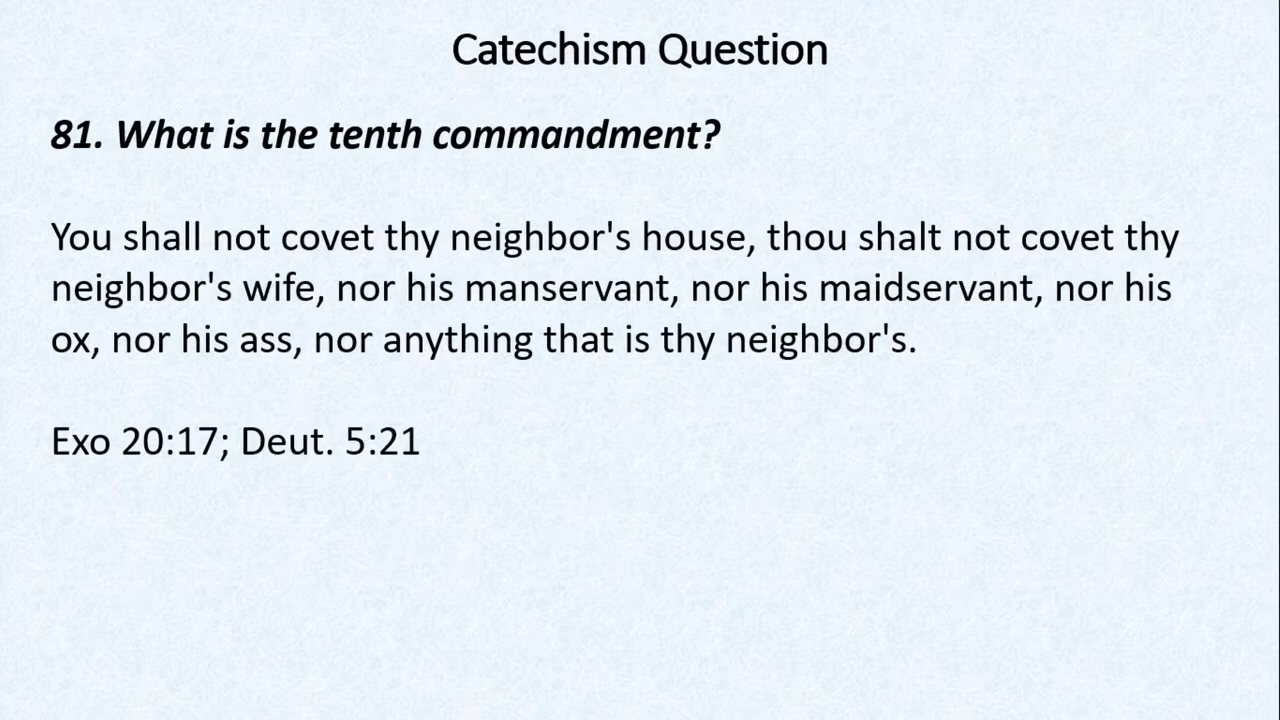 Catechism Question
81. What is the tenth commandment?
You shall not covet thy neighbor's house, thou shalt not covet thy
neighbor's wife, nor his manservant, nor his maidservant, nor his
ox, nor his ass, nor anything that is thy neighbor's.
Exo 20:17; Deut. 5:21